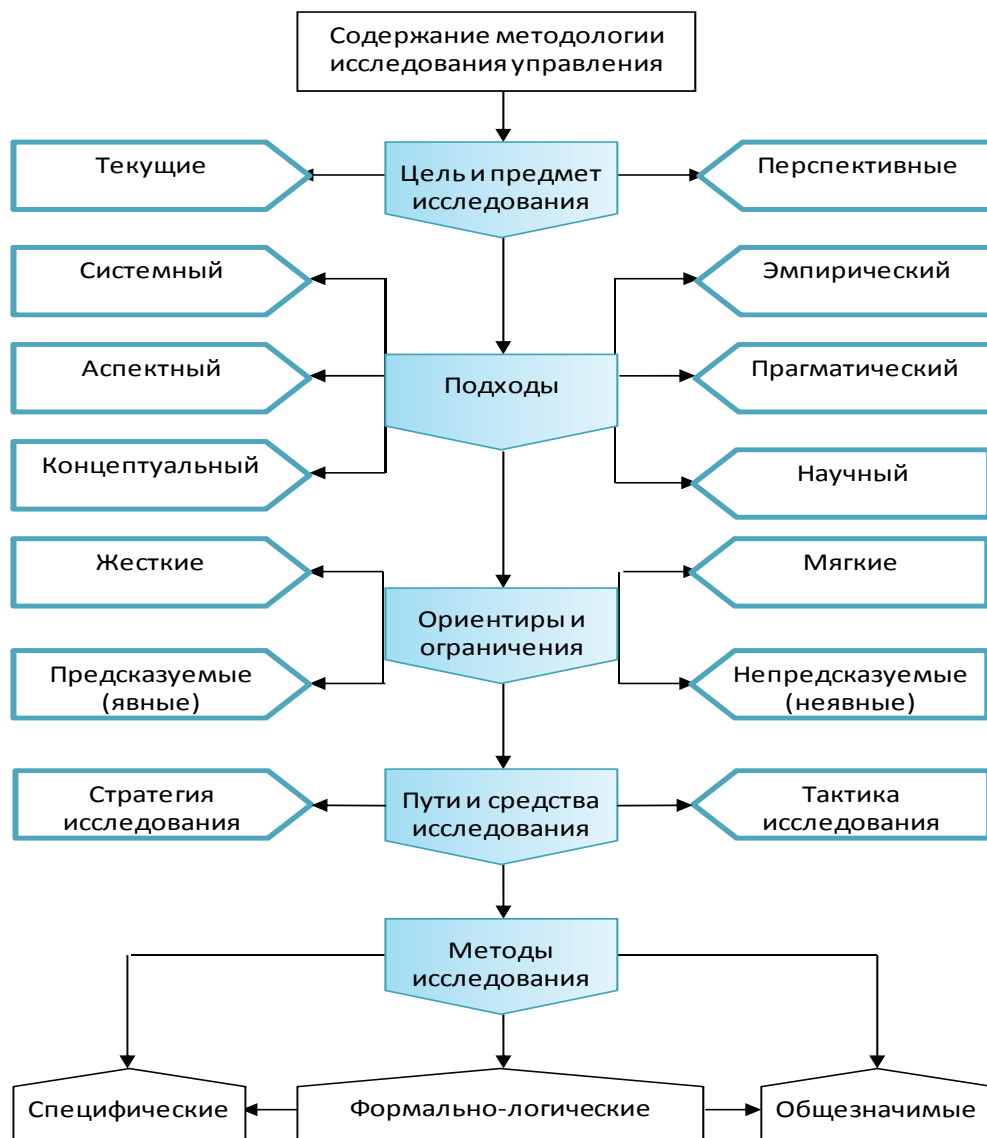 Содержание методологии
исследования управления
Текущие
Цель и предмет
исследования
Перспективные
Системный
Эмпирический
Аспектный
Подходы
Прагматический
Концептуальный
Научный
Жесткие
Мягкие
Ориентиры и
ограничения
Предсказуемые
(явные)
Непредсказуемые
(неявные)
Стратегия
исследования
Пути и средства
исследования
Тактика
исследования
Методы
исследования
Специфические
Формально-логические
Общезначимые